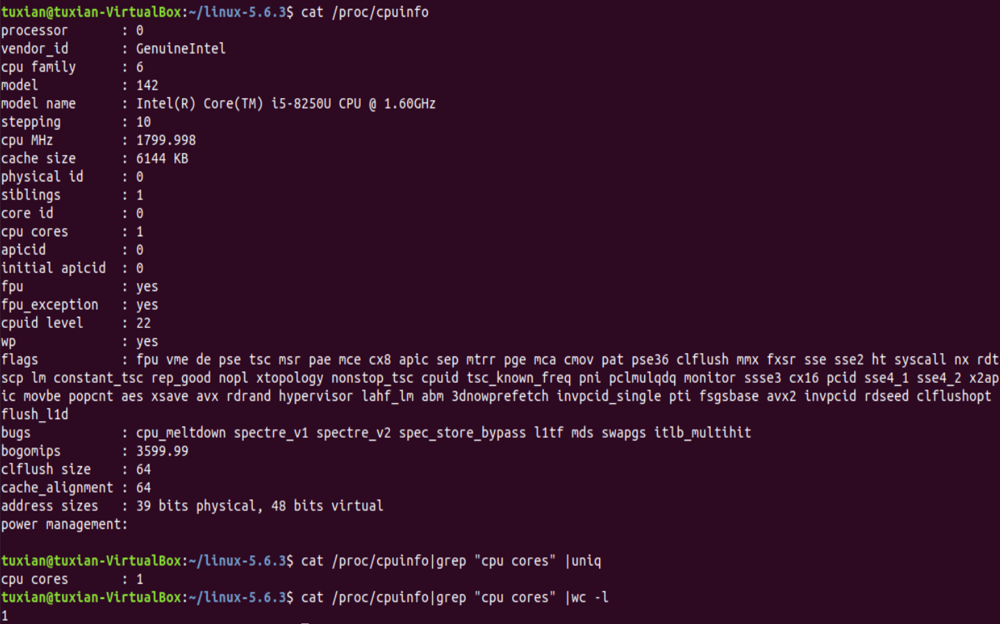 tuxian@tuxian-VirtualBox:~/linux-5.6.3$ cat /proc/cpuinfo
processor : 0
vendor_id : GenuineIntel
cpu family : 6
model : 142
model name : Intel(R) Core(TM) i5-8250U CPU @ 1.60GHz
stepping : 10
cpu MHz : 1799.998
cache size : 6144 KB
physical id : 0
siblings : 1
core id : 0
cpu cores : 1
apicid : 0
initial apicid : 0
fpu : yes
fpu_exception : yes
cpuid level : 22
wp : yes
flags : fpu vme de pse tsc msr pae mce cx8 apic sep mtrr pge mca cmov pat pse36 clflush mmx fxsr sse sse2 ht syscall nx rdt
scp lm constant_tsc rep_good nopl xtopology nonstop_tsc cpuid tsc_known_freq pni pclmulqdq monitor ssse3 cx16 pcid sse4_1 sse4_2 x2ap
ic movbe popcnt aes xsave avx rdrand hypervisor lahf_lm abm 3dnowprefetch invpcid_single pti fsgsbase avx2 invpcid rdseed clflushopt
flush_l1d
bugs : cpu_meltdown spectre_v1 spectre_v2 spec_store_bypass l1tf mds swapgs itlb_multihit
bogomips : 3599.99
clflush size : 64
cache_alignment : 64
address sizes : 39 bits physical, 48 bits virtual
power management:
tuxian@tuxian-VirtualBox:~/linux-5.6.3$ cat /proc/cpuinfo|grep "cpu cores" |uniq
cpu cores : 1
tuxian@tuxian-VirtualBox:~/linux-5.6.3$ cat /proc/cpuinfo|grep "cpu cores" |wc -l
1